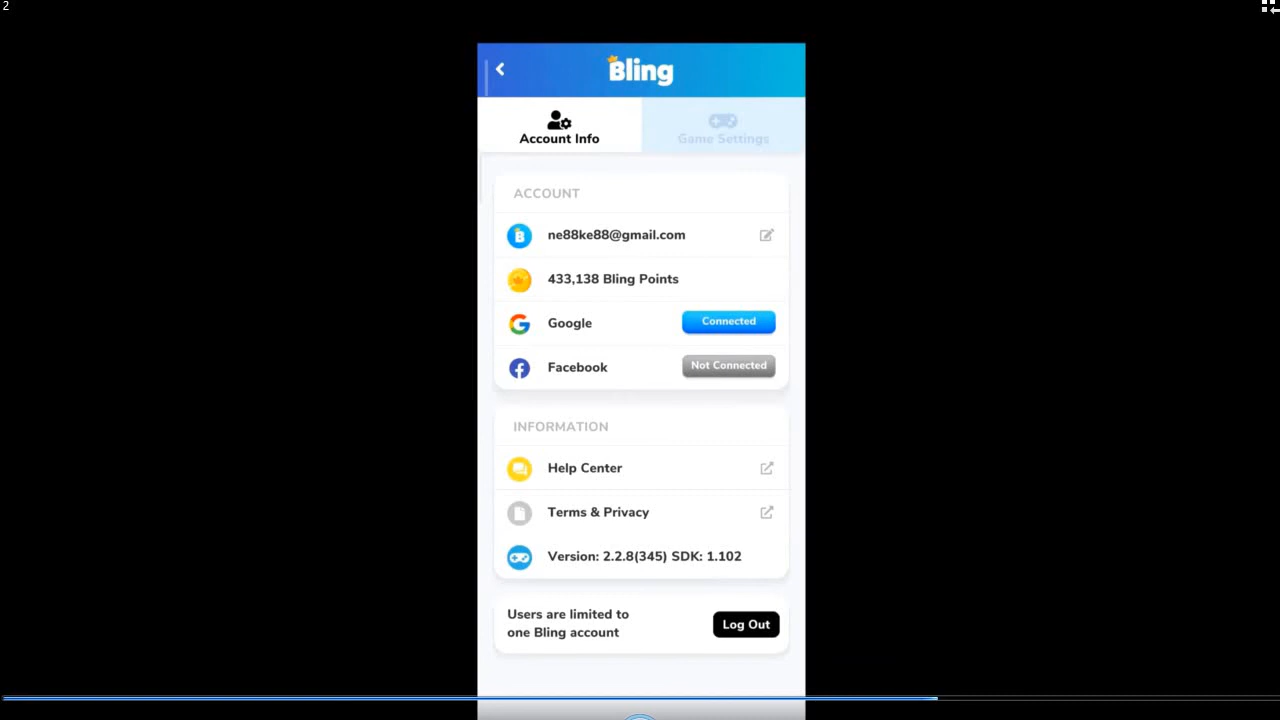 2
Bling
Account Info
Game Settings
ACCOUNT
ne88ke88@gmail.com
433,138 Bling Points
Google
Connected
Facebook
Not Connected
INFORMATION
Help Center
Terms & Privacy
Version: 2.2.8(345) SDK: 1.102
Users are limited to
one Bling account
Log Out